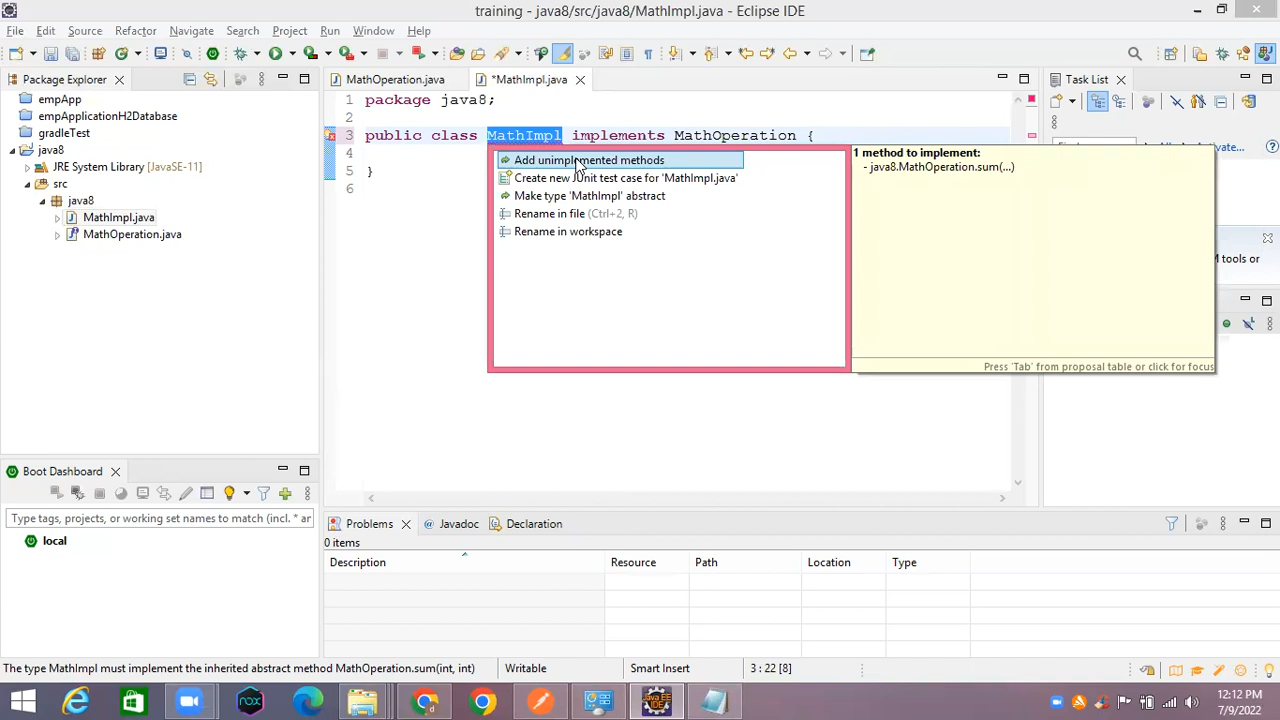 training - java8/src/java8/MathImpl.java - Eclipse IDE
File Edit Source Refactor Navigate Search Project Run Window Help
Package Explorer
empApp
empApplicationH2Database
gradleTest
java8
JRE System Library [JavaSE-11]
src
java8
MathImpl.java
MathOperation.java
MathOperation.java *MathImpl.java
1 package java8;
2
3 public class MathImpl implements MathOperation {
4
5 }
6
Add unimplemented methods
Create new JUnit test case for 'MathImpl.java'
Make type 'MathImpl' abstract
Rename in file (Ctrl+2, R)
Rename in workspace
1 method to implement:
- java8.MathOperation.sum(...)
Press 'Tab' from proposal table or click for focus
Task List
M tools or
Boot Dashboard
Type tags, projects, or working set names to match (incl. * ar
local
Problems @ Javadoc Declaration
0 items
Description Resource Path Location Type
The type MathImpl must implement the inherited abstract method MathOperation.sum(int, int) Writable Smart Insert 3 : 22 [8]
nox
Java EE
IDE
12:12 PM
7/9/2022